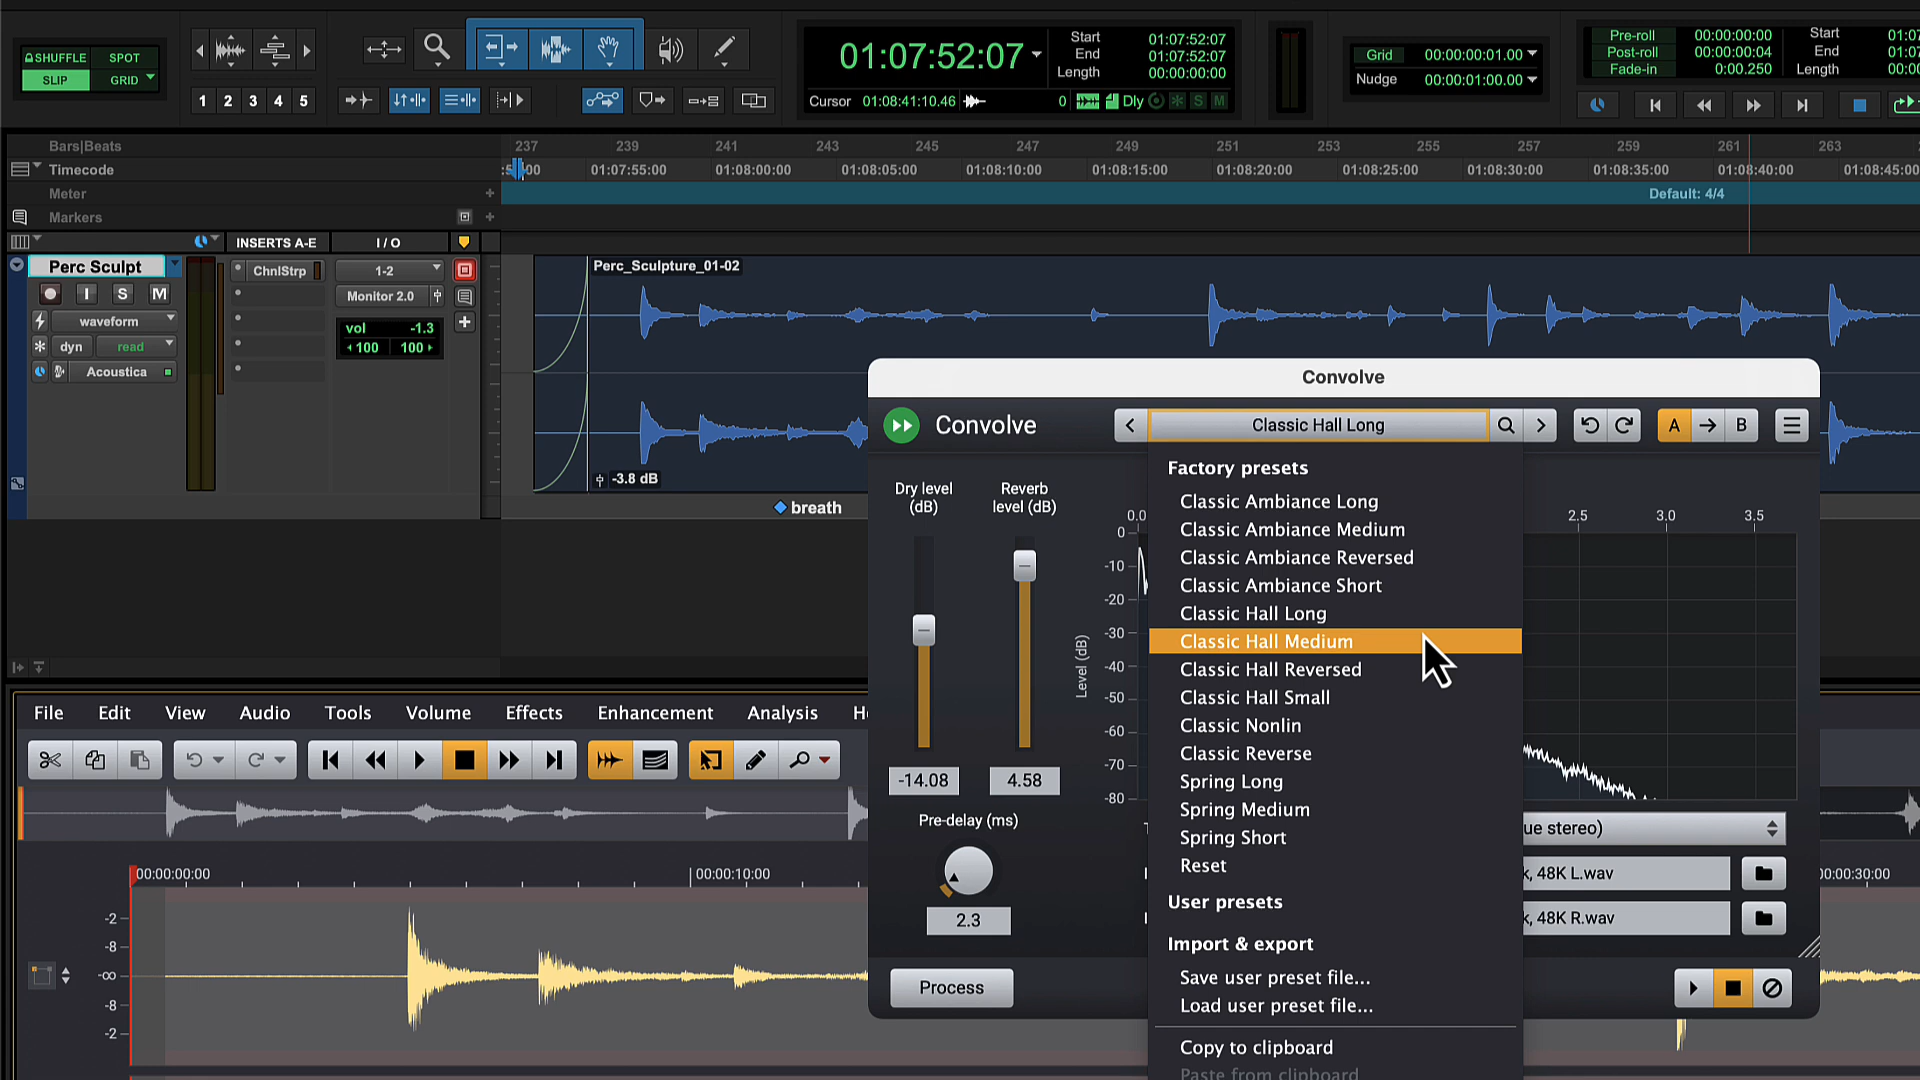 SHUFFLE SPOT
SLIP GRID
1 2 3 4 5
01:07:52:07
Start 01:07:52:07
End 01:07:52:07
Length 00:00:00:00
Cursor 01:08:41:10.46 0 Dly S M
Grid 00:00:00:01.00
Nudge 00:00:01:00.00
Pre-roll 00:00:00:00
Post-roll 00:00:00:04
Fade-in 0:00.250
Start 01:07
End 01:07
Length 00:00
Bars|Beats 237 239 241 243 245 247 249 251 253 255 257 259 261 263
Timecode 01:07:55:00 01:08:00:00 01:08:05:00 01:08:10:00 01:08:15:00 01:08:20:00 01:08:25:00 01:08:30:00 01:08:35:00 01:08:40:00 01:08:45:00
Meter Default: 4/4
Markers
INSERTS A-E I / O
Perc Sculpt ChnlStrp 1-2 Perc_Sculpture_01-02
I S M Monitor 2.0
waveform vol -1.3
dyn read 100 100
Acoustica
-3.8 dB
breath
Convolve
Convolve Classic Hall Long A B
Dry level (dB)
Reverb level (dB)
-14.08 4.58
Pre-delay (ms)
2.3
Process
0.0 2.5 3.0 3.5
Level (dB)
0
-10
-20
-30
-40
-50
-60
-70
-80
Factory presets
Classic Ambiance Long
Classic Ambiance Medium
Classic Ambiance Reversed
Classic Ambiance Short
Classic Hall Long
Classic Hall Medium
Classic Hall Reversed
Classic Hall Small
Classic Nonlin
Classic Reverse
Spring Long
Spring Medium
Spring Short
Reset
User presets
Import & export
Save user preset file...
Load user preset file...
Copy to clipboard
Paste from clipboard
ue stereo)
k, 48K L.wav
k, 48K R.wav
File Edit View Audio Tools Volume Effects Enhancement Analysis H
00:00:00:00 00:00:10:00 00:00:30:00
-2
-8
-∞
-8
-2